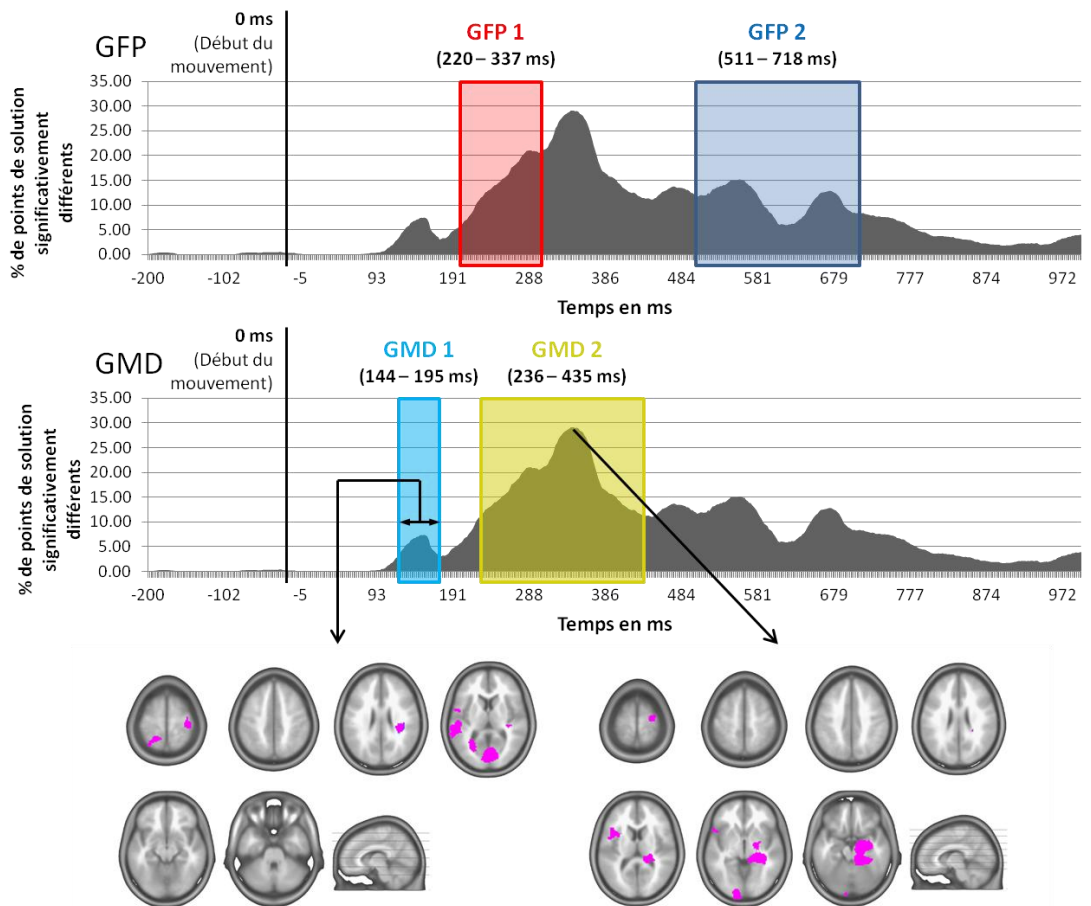 GFP
0 ms
(Début du
mouvement)
GFP 1
(220 – 337 ms)
GFP 2
(511 – 718 ms)
% de points de solution
significativement
différents
35.00
30.00
25.00
20.00
15.00
10.00
5.00
0.00
-200 -102 -5 93 191 288 386 484 581 679 777 874 972
Temps en ms
GMD
0 ms
(Début du
mouvement)
GMD 1
(144 – 195 ms)
GMD 2
(236 – 435 ms)
% de points de solution
significativement
différents
35.00
30.00
25.00
20.00
15.00
10.00
5.00
0.00
-200 -102 -5 93 191 288 386 484 581 679 777 874 972
Temps en ms